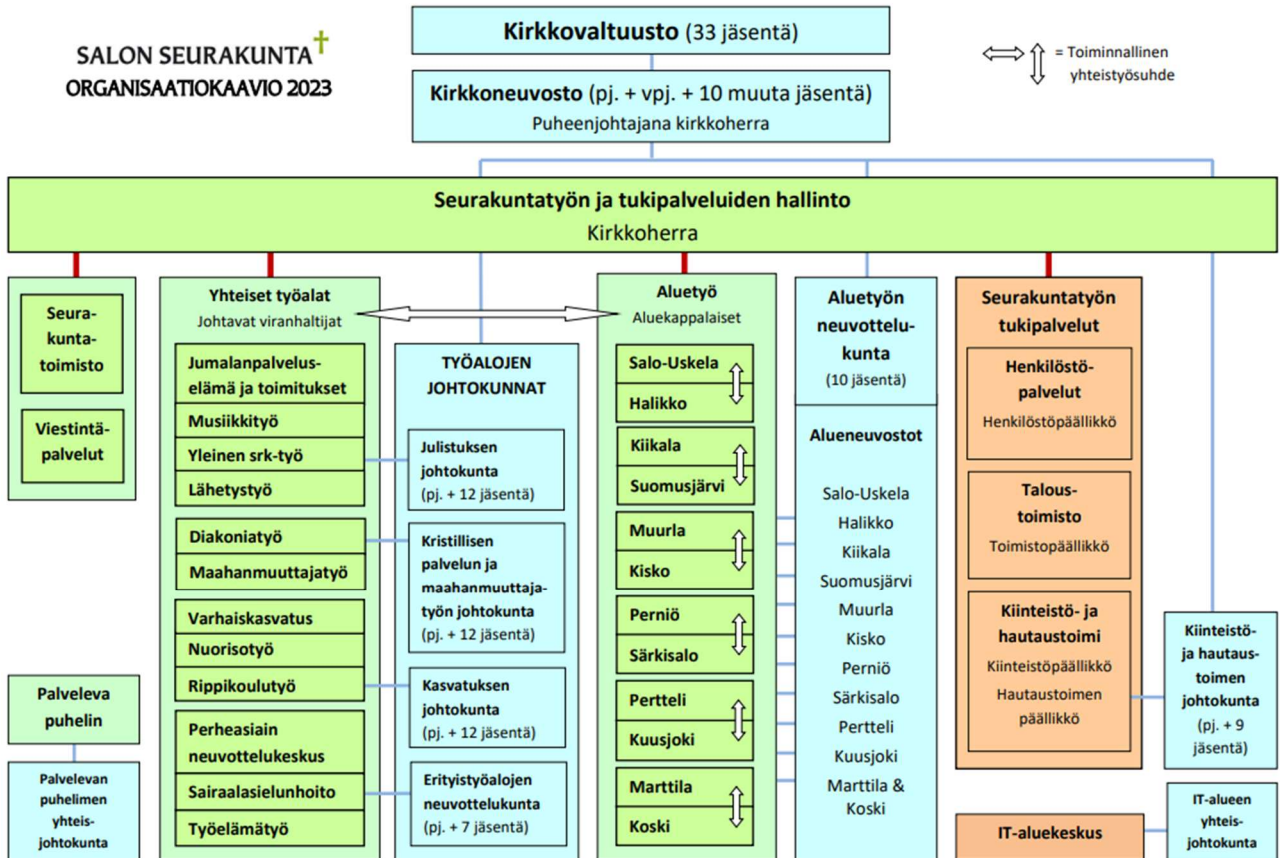 SALON SEURAKUNTA
ORGANISAATIOKAAVIO 2023
Kirkkovaltuusto (33 jäsentä)
Kirkkoneuvosto (pj. + vpj. + 10 muuta jäsentä)
Puheenjohtajana kirkkoherra
= Toiminnallinen
yhteistyösuhde
Seurakuntatyön ja tukipalveluiden hallinto
Kirkkoherra
Seura-
kunta-
toimisto
Viestintä-
palvelut
Palveleva
puhelin
Palvelevan
puhelimen
yhteis-
johtokunta
Yhteiset työalat
Johtavat viranhaltijat
Jumalanpalvelus-
elämä ja toimitukset
Musiikkityö
Yleinen srk-työ
Lähetystyö
Diakoniatyö
Maahanmuuttajatyö
Varhaiskasvatus
Nuorisotyö
Rippikoulutyö
Perheasiain
neuvottelukeskus
Sairaalasielunhoito
Työelämätyö
TYÖALOJEN
JOHTOKUNNAT
Julistuksen
johtokunta
(pj. + 12 jäsentä)
Kristillisen
palvelun ja
maahanmuuttaja-
työn johtokunta
(pj. + 12 jäsentä)
Kasvatuksen
johtokunta
(pj. + 12 jäsentä)
Erityistyöalojen
neuvottelukunta
(pj. + 7 jäsentä)
Aluetyö
Aluekappalaiset
Salo-Uskela
Halikko
Kiikala
Suomusjärvi
Muurla
Kisko
Perniö
Särkisalo
Pertteli
Kuusjoki
Marttila
Koski
Aluetyön
neuvottelu-
kunta
(10 jäsentä)
Alueneuvostot
Salo-Uskela
Halikko
Kiikala
Suomusjärvi
Muurla
Kisko
Perniö
Särkisalo
Pertteli
Kuusjoki
Marttila &
Koski
Seurakuntatyön
tukipalvelut
Henkilöstö-
palvelut
Henkilöstöpäällikkö
Talous-
toimisto
Toimistopäällikkö
Kiinteistö- ja
hautaustoimi
Kiinteistöpäällikkö
Hautaustoimen
päällikkö
Kiinteistö-
ja hautaus-
toimen
johtokunta
(pj. + 9
jäsentä)
IT-aluekeskus
IT-alueen
yhteis-
johtokunta